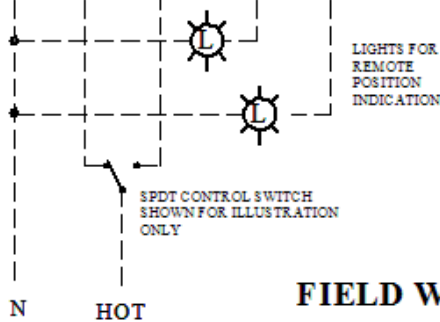 L
LIGHTS FOR
REMOTE
POSITION
INDICATION
L
SPDT CONTROL SWITCH
SHOWN FOR ILLUSTRATION
ONLY
N
HOT
FIELD W